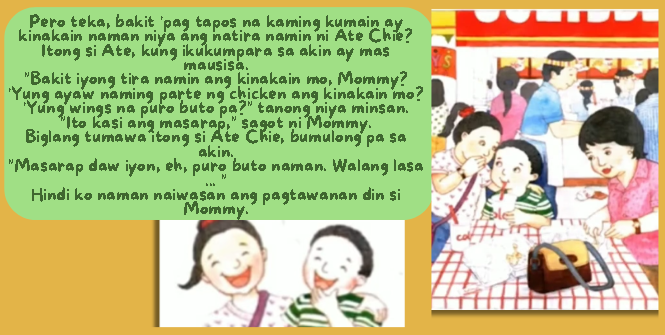 Pero teka, bakit 'pag tapos na kaming kumain ay
kinakain naman niya ang natira namin ni Ate Chie?
Itong si Ate, kung ikukumpara sa akin ay mas
mausisa.
"Bakit iyong tira namin ang kinakain mo, Mommy?
'Yung ayaw naming parte ng chicken ang kinakain mo?
'Yung wings na puro buto pa?" tanong niya minsan.
"Ito kasi ang masarap," sagot ni Mommy.
Biglang tumawa itong si Ate Chie, bumulong pa sa
akin.
"Masarap daw iyon, eh, puro buto naman. Walang lasa
... "
Hindi ko naman naiwasan ang pagtawanan din si
Mommy.